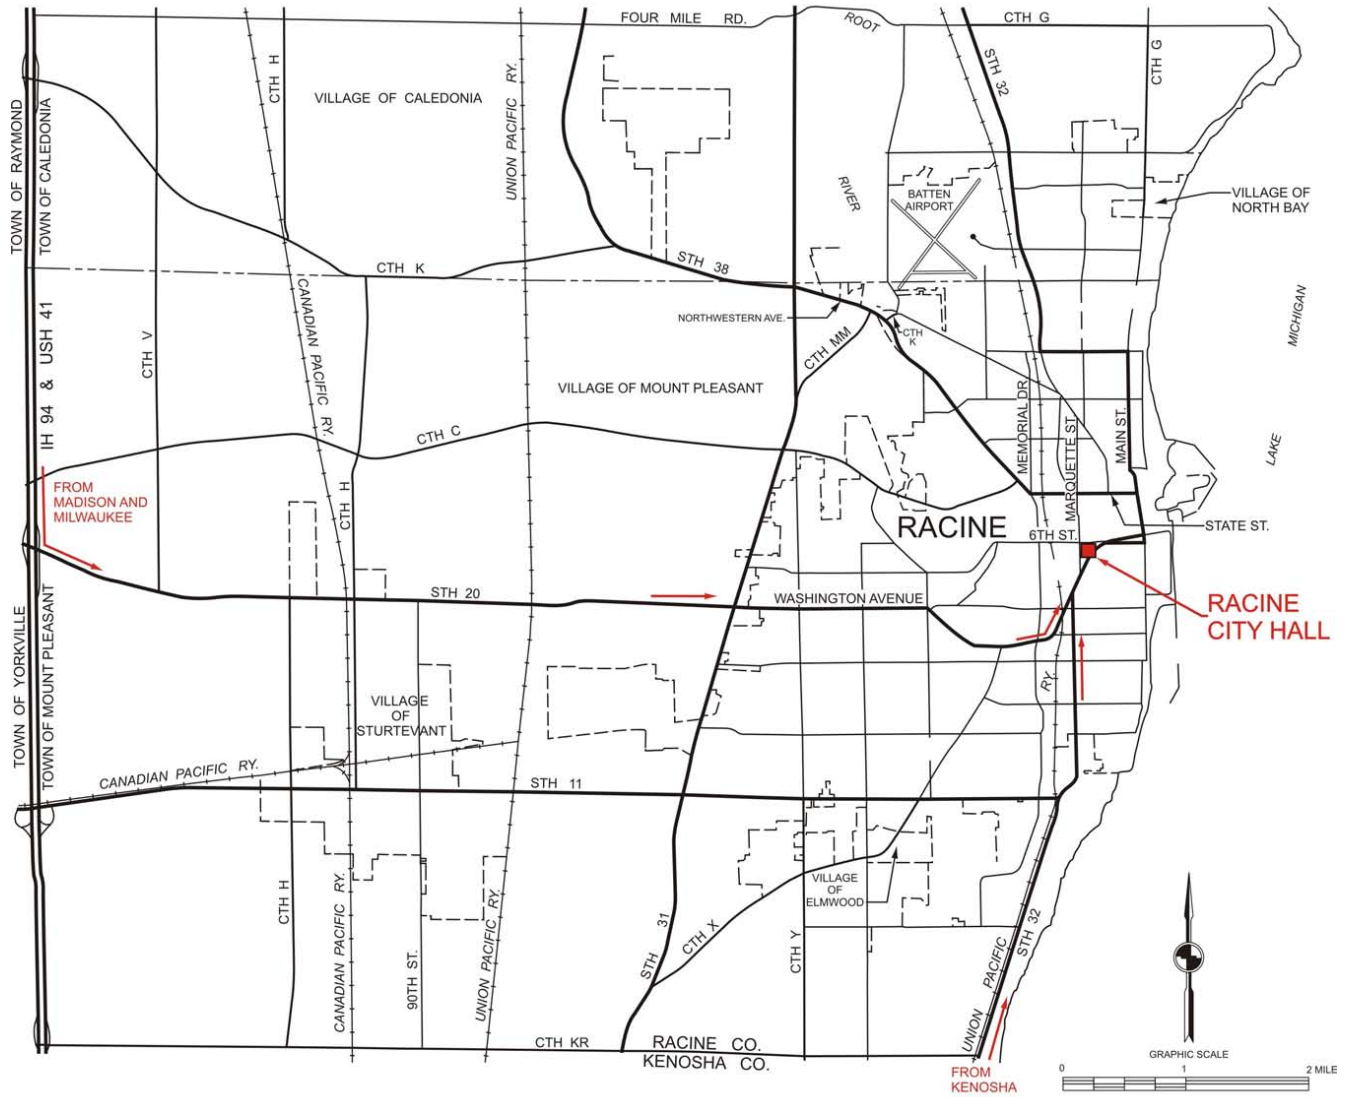 FOUR MILE RD.
ROOT
CTH G
STH 32
CTH G
CTH H
VILLAGE OF CALEDONIA
UNION PACIFIC RY.
TOWN OF RAYMOND
TOWN OF CALEDONIA
RIVER
BATTEN
AIRPORT
VILLAGE OF
NORTH BAY
CTH K
STH 38
CANADIAN PACIFIC RY.
NORTHWESTERN AVE.
CTH
K
MICHIGAN
IH 94 & USH 41
CTH V
CTH MM
VILLAGE OF MOUNT PLEASANT
MEMORIAL DR.
MARQUETTE ST.
MAIN ST.
CTH C
LAKE
FROM
MADISON AND
MILWAUKEE
CTH H
RACINE
6TH ST.
STATE ST.
STH 20
WASHINGTON AVENUE
RACINE
CITY HALL
TOWN OF YORKVILLE
TOWN OF MOUNT PLEASANT
RY.
VILLAGE
OF
STURTEVANT
CANADIAN PACIFIC RY.
STH 11
VILLAGE
OF
ELMWOOD
CTH H
CANADIAN PACIFIC RY.
90TH ST.
UNION PACIFIC RY.
STH 31
CTH X
CTH Y
UNION PACIFIC
STH 32
CTH KR
RACINE CO.
KENOSHA CO.
FROM
KENOSHA
GRAPHIC SCALE
0 1 2 MILE